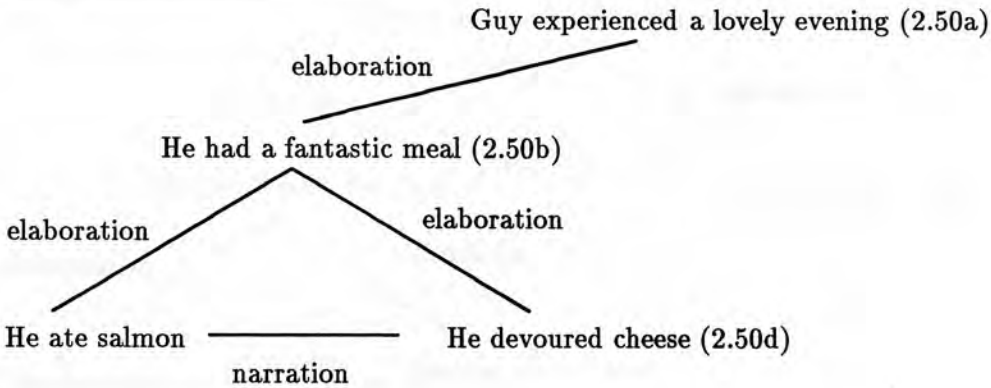 Guy experienced a lovely evening (2.50a)
elaboration
He had a fantastic meal (2.50b)
elaboration
elaboration
He ate salmon
He devoured cheese (2.50d)
narration